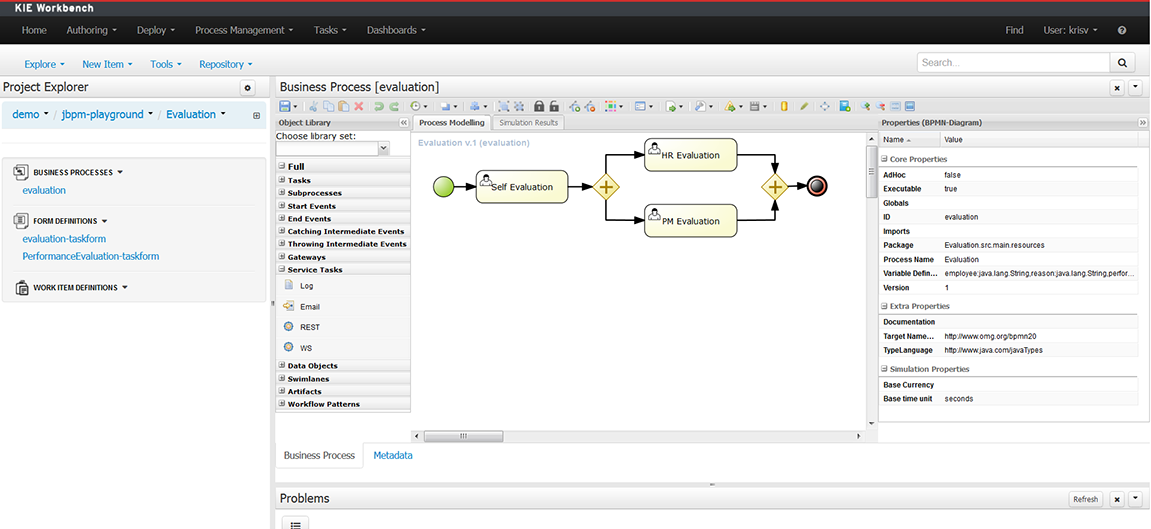 KIE Workbench
Home Authoring Deploy Process Management Tasks Dashboards Find User: krisv
Explore New Item Tools Repository Search...
Project Explorer
demo / jbpm-playground / Evaluation
BUSINESS PROCESSES
evaluation
FORM DEFINITIONS
evaluation-taskform
PerformanceEvaluation-taskform
WORK ITEM DEFINITIONS
Business Process [evaluation]
Object Library
Choose library set:
Full
Tasks
Subprocesses
Start Events
End Events
Catching Intermediate Events
Throwing Intermediate Events
Gateways
Service Tasks
Log
Email
REST
WS
Data Objects
Swimlanes
Artifacts
Workflow Patterns
Process Modelling Simulation Results
Evaluation v.1 (evaluation)
Self Evaluation
HR Evaluation
PM Evaluation
Properties (BPMN-Diagram)
Name Value
Core Properties
AdHoc false
Executable true
Globals
ID evaluation
Imports
Package Evaluation.src.main.resources
Process Name Evaluation
Variable Defin... employee:java.lang.String,reason:java.lang.String,perfor...
Version 1
Extra Properties
Documentation
Target Name... http://www.omg.org/bpmn20
TypeLanguage http://www.java.com/javaTypes
Simulation Properties
Base Currency
Base time unit seconds
Business Process Metadata
Problems
Refresh